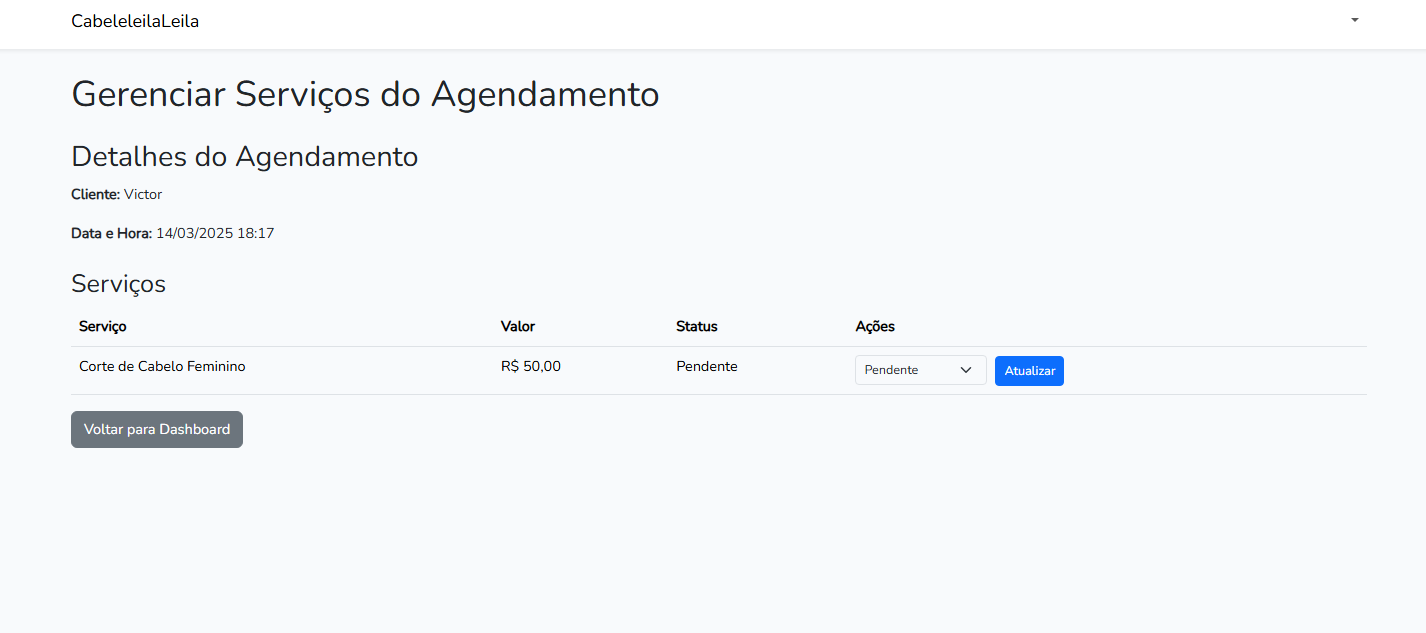 CabeleleilaLeila
Gerenciar Serviços do Agendamento
Detalhes do Agendamento
Cliente: Victor
Data e Hora: 14/03/2025 18:17
Serviços
Serviço Valor Status Ações
Corte de Cabelo Feminino R$ 50,00 Pendente Pendente Atualizar
Voltar para Dashboard